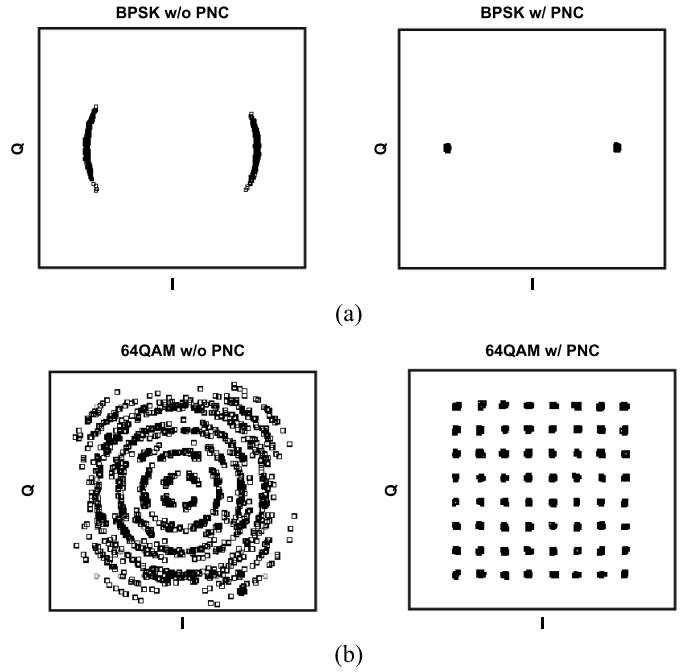 BPSK w/o PNC
BPSK w/ PNC
Q
Q
I
I
(a)
64QAM w/o PNC
64QAM w/ PNC
Q
Q
I
I
(b)